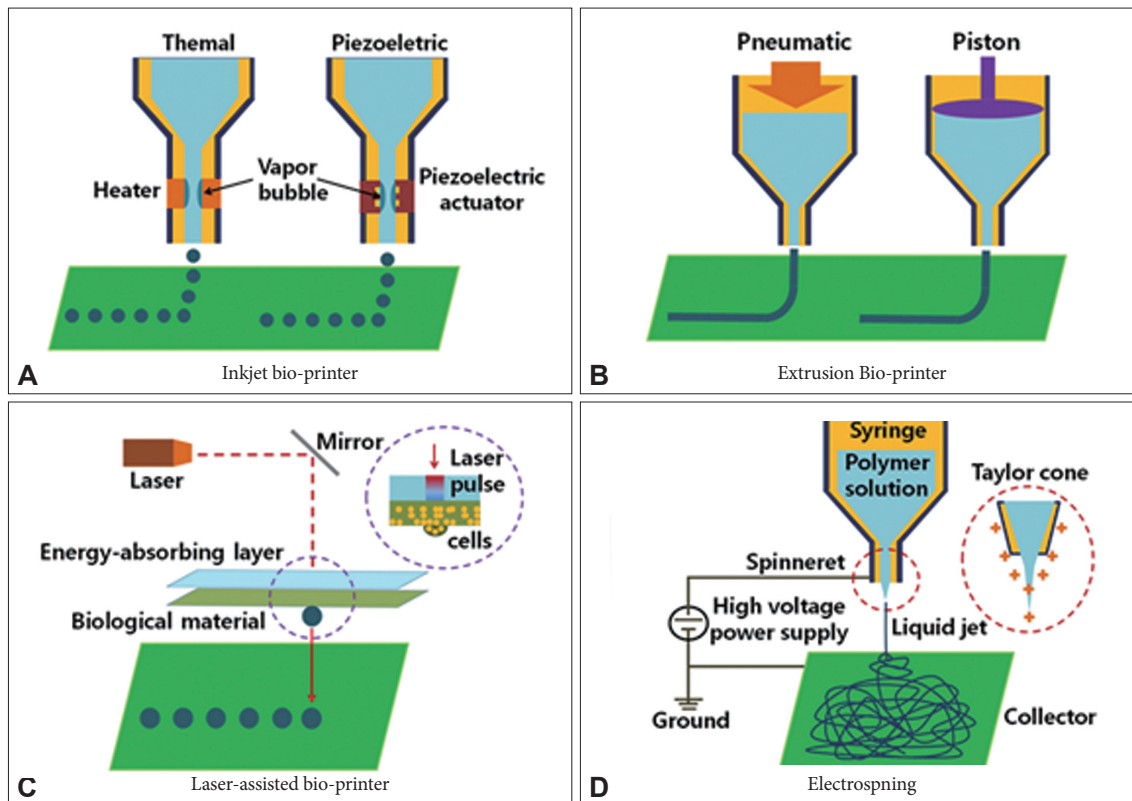 Themal
Piezoeletric
Heater
Vapor
bubble
Piezoelectric
actuator
A
Inkjet bio-printer
Pneumatic
Piston
B
Extrusion Bio-printer
Laser
Mirror
Laser
pulse
cells
Energy-absorbing layer
Biological material
C
Laser-assisted bio-printer
Syringe
Polymer
solution
Taylor cone
Spinneret
High voltage
power supply
Liquid jet
Ground
Collector
D
Electrospning